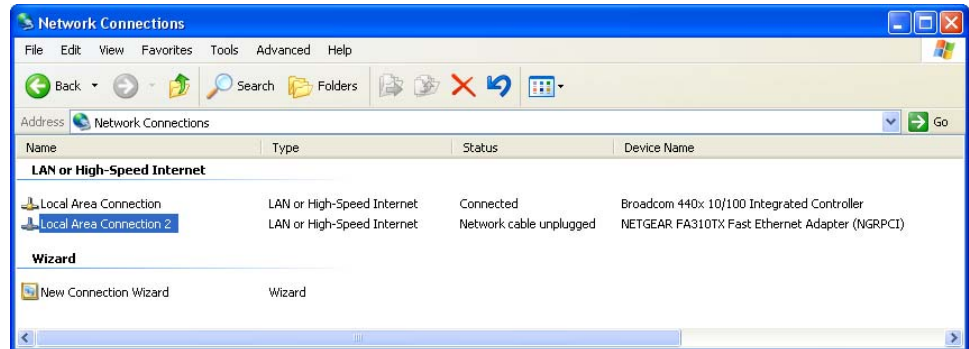 Network Connections
File Edit View Favorites Tools Advanced Help
Back Search Folders
Address Network Connections Go
Name Type Status Device Name
LAN or High-Speed Internet
Local Area Connection LAN or High-Speed Internet Connected Broadcom 440x 10/100 Integrated Controller
Local Area Connection 2 LAN or High-Speed Internet Network cable unplugged NETGEAR FA310TX Fast Ethernet Adapter (NGRPCI)
Wizard
New Connection Wizard Wizard